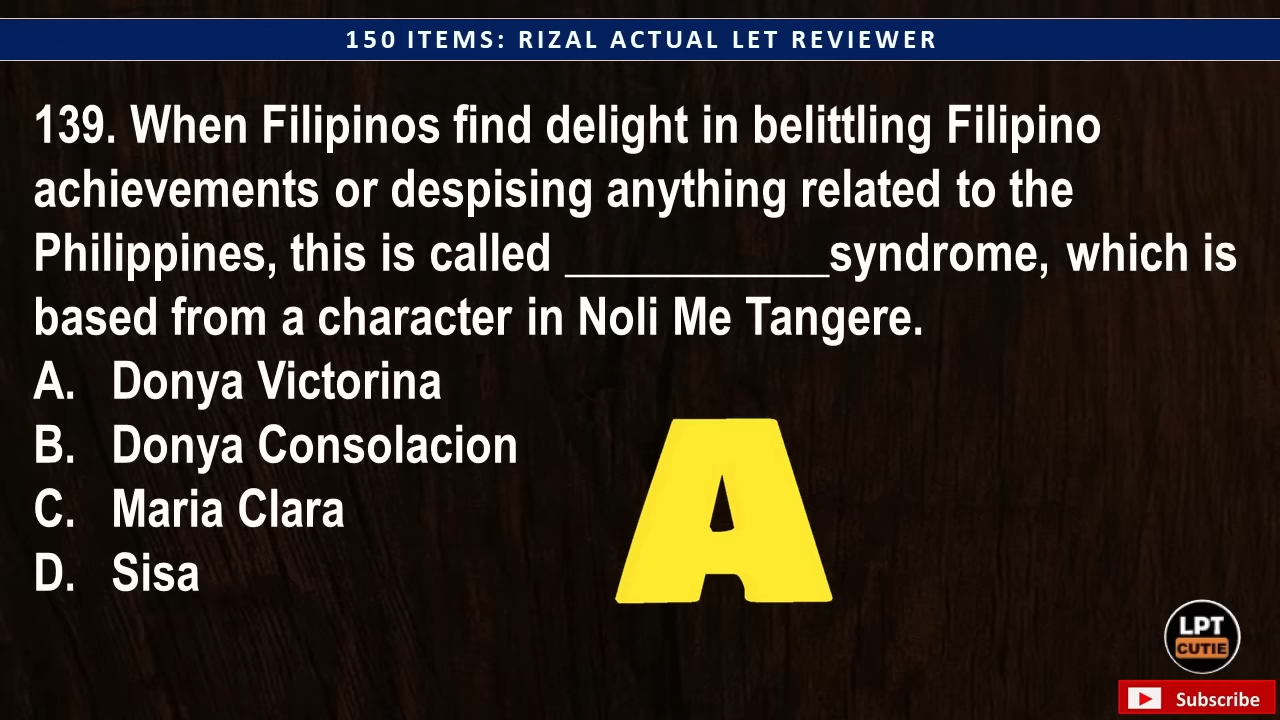 150 ITEMS: RIZAL ACTUAL LET REVIEWER
139. When Filipinos find delight in belittling Filipino
achievements or despising anything related to the
Philippines, this is called ___________syndrome, which is
based from a character in Noli Me Tangere.
A. Donya Victorina
B. Donya Consolacion
C. Maria Clara
D. Sisa
A
LPT
CUTIE
Subscribe